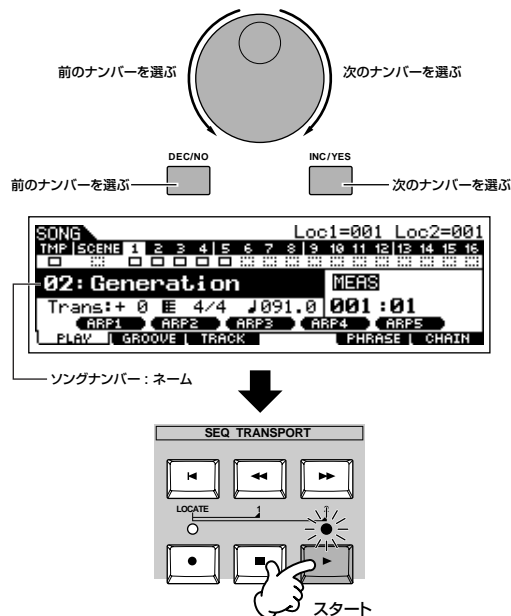 前のナンバーを選ぶ 次のナンバーを選ぶ
DEC/NO INC/YES
前のナンバーを選ぶ 次のナンバーを選ぶ
SONG Loc1=001 Loc2=001
TMP SCENE 1 2 3 4 5 6 7 8 9 10 11 12 13 14 15 16
02:Generation MEAS
Trans:+ 0 4/4 ♩091.0 001:01
ARP1 ARP2 ARP3 ARP4 ARP5
PLAY GROOVE TRACK PHRASE CHAIN
ソングナンバー：ネーム
SEQ TRANSPORT
LOCATE 1 2
スタート